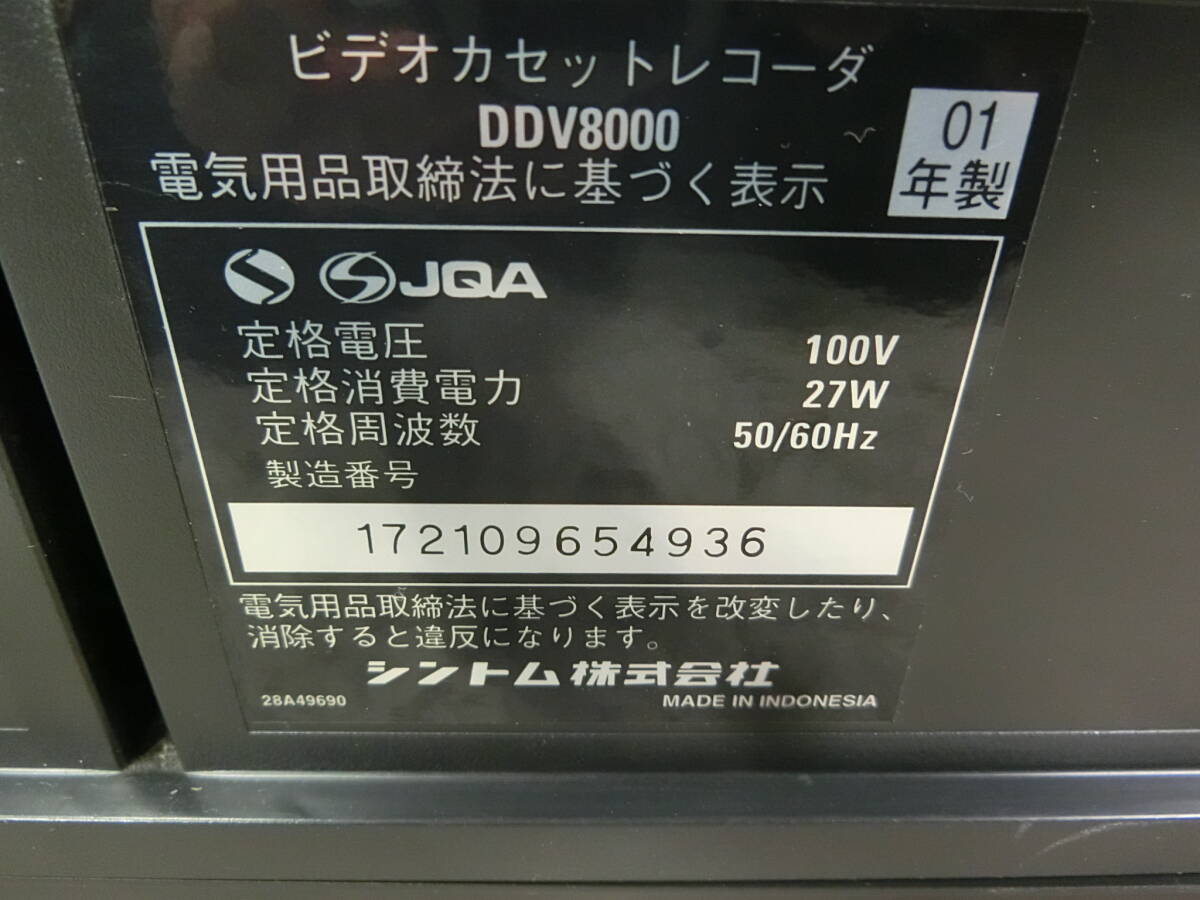 ビデオカセットレコーダ
DDV8000
01
年製
電気用品取締法に基づく表示
JQA
定格電圧 100V
定格消費電力 27W
定格周波数 50/60Hz
製造番号
172109654936
電気用品取締法に基づく表示を改変したり、
消除すると違反になります。
シントム株式会社
28A49690 MADE IN INDONESIA